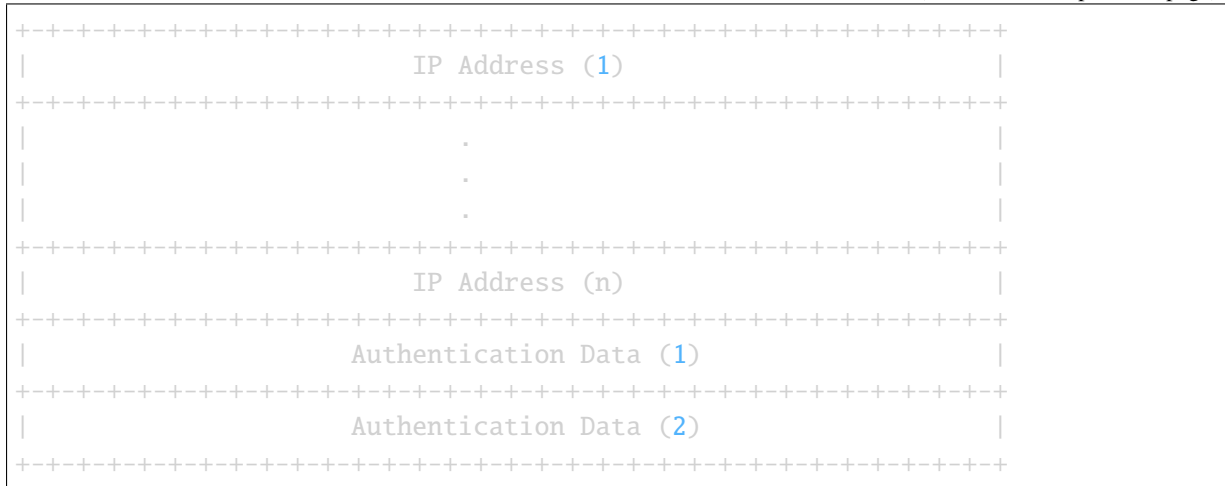 +-+-+-+-+-+-+-+-+-+-+-+-+-+-+-+-+-+-+-+-+-+-+-+-+-+-+-+-+-+-+-+-+
|                         IP Address (1)                        |
+-+-+-+-+-+-+-+-+-+-+-+-+-+-+-+-+-+-+-+-+-+-+-+-+-+-+-+-+-+-+-+-+
|                            .                                  |
|                            .                                  |
|                            .                                  |
+-+-+-+-+-+-+-+-+-+-+-+-+-+-+-+-+-+-+-+-+-+-+-+-+-+-+-+-+-+-+-+-+
|                         IP Address (n)                        |
+-+-+-+-+-+-+-+-+-+-+-+-+-+-+-+-+-+-+-+-+-+-+-+-+-+-+-+-+-+-+-+-+
|                     Authentication Data (1)                   |
+-+-+-+-+-+-+-+-+-+-+-+-+-+-+-+-+-+-+-+-+-+-+-+-+-+-+-+-+-+-+-+-+
|                     Authentication Data (2)                   |
+-+-+-+-+-+-+-+-+-+-+-+-+-+-+-+-+-+-+-+-+-+-+-+-+-+-+-+-+-+-+-+-+